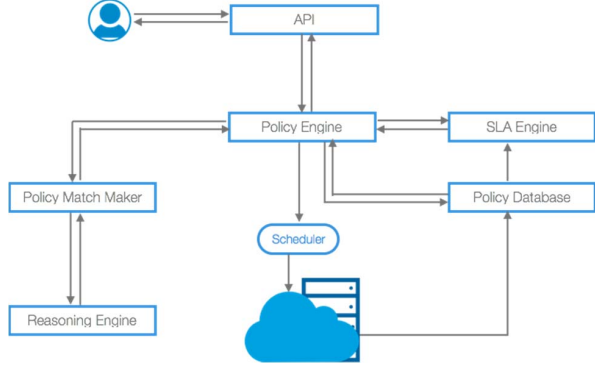 API
Policy Engine
SLA Engine
Policy Match Maker
Policy Database
Scheduler
Reasoning Engine